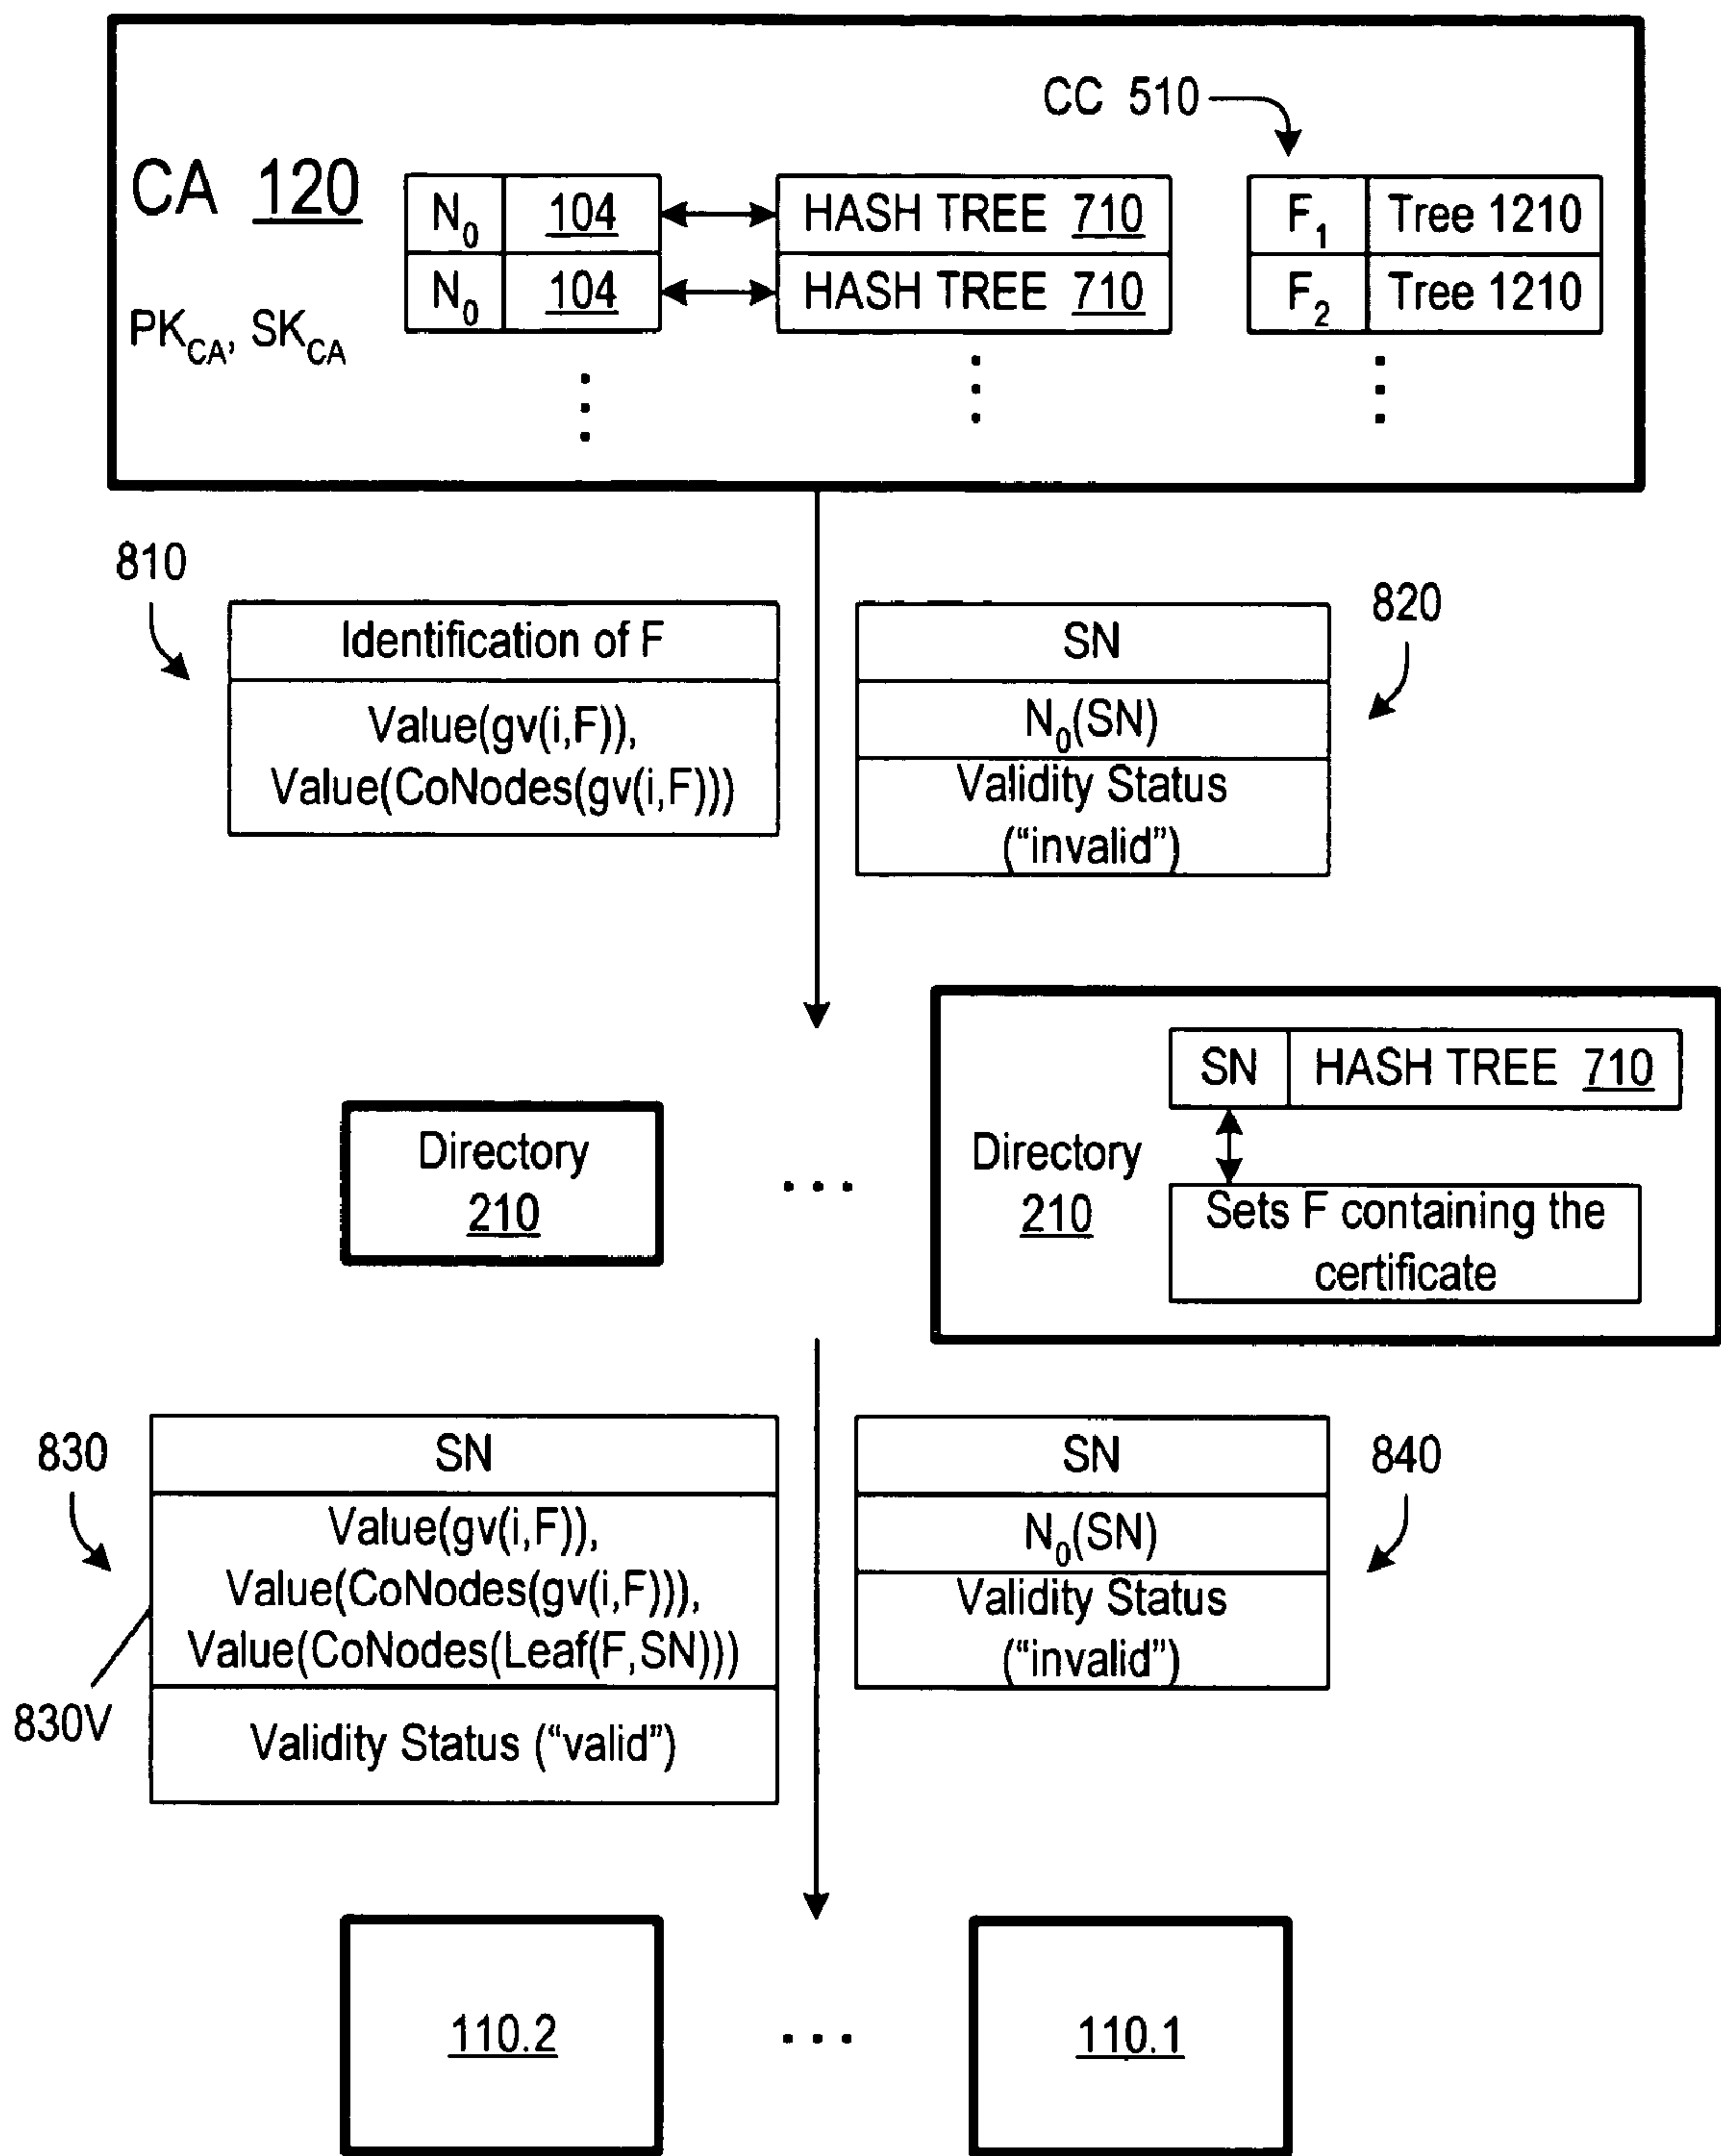 CC 510
CA 120
N₀ 104 HASH TREE 710 F₁ Tree 1210
N₀ 104 HASH TREE 710 F₂ Tree 1210
PK_CA, SK_CA
810
Identification of F
Value(gv(i,F)),
Value(CoNodes(gv(i,F)))
820
SN
N₀(SN)
Validity Status
(“invalid”)
Directory
210
...
Directory
210
SN HASH TREE 710
Sets F containing the
certificate
830
SN
Value(gv(i,F)),
Value(CoNodes(gv(i,F))),
Value(CoNodes(Leaf(F,SN)))
830V
Validity Status (“valid”)
840
SN
N₀(SN)
Validity Status
(“invalid”)
110.2 ... 110.1